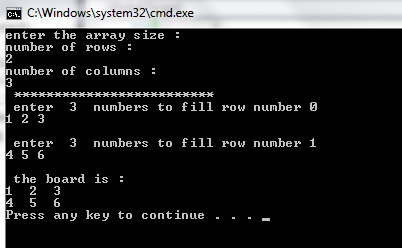 C:\Windows\system32\cmd.exe
enter the array size :
number of rows :
2
number of columns :
3
*************************
enter  3  numbers to fill row number 0
1 2 3
enter  3  numbers to fill row number 1
4 5 6
the board is :
1  2  3
4  5  6
Press any key to continue . . . _